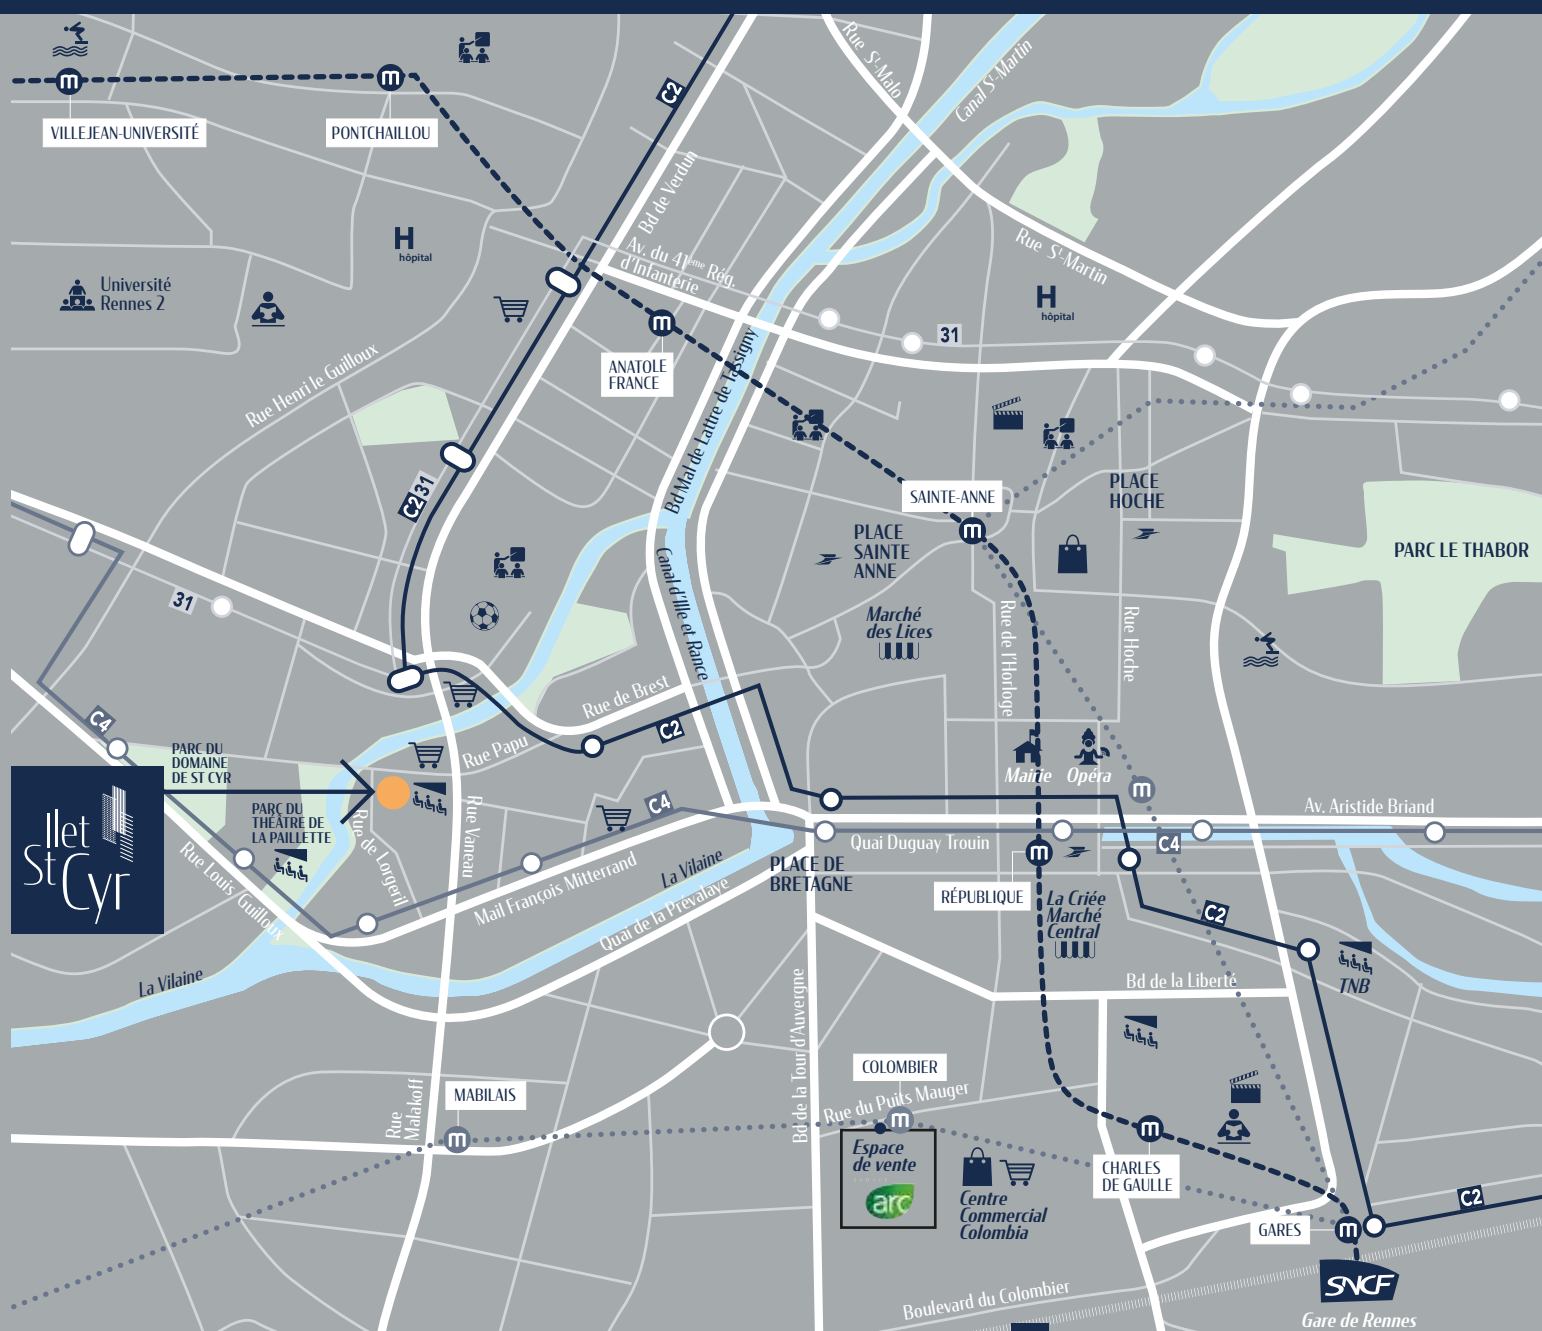 m
m
VILLEJEAN-UNIVERSITÉ
PONTCHAILLOU
C2
Rue St-Malo
Canal St-Martin
Bd de Verdun
H
hôpital
Av. du 41ème Rég.
d'Infanterie
Rue St-Martin
Université
Rennes 2
H
hôpital
m
31
ANATOLE
FRANCE
Rue Henri le Guilloux
Bd Mal de Lattre de Tassigny
C2 31
SAINTE-ANNE
m
PLACE
HOCHE
PLACE
SAINTE
ANNE
PARC LE THABOR
31
Canal d'Ille et Rance
Marché
des Lices
Rue de l'Horloge
Rue Hoche
Rue de Brest
C2
C4
Rue Papu
PARC DU
DOMAINE
DE ST CYR
Mairie
Opéra
m
Ilet
St Cyr
PARC DU
THÉÂTRE DE
LA PAILLETTE
Rue de Lorgeril
Rue Vaneau
C4
Av. Aristide Briand
Quai Duguay Trouin
C4
m
Rue Louis Guilloux
Mail François Mitterrand
La Vilaine
Quai de la Prévalaye
PLACE DE
BRETAGNE
RÉPUBLIQUE
La Criée
Marché
Central
C2
La Vilaine
TNB
Bd de la Liberté
Bd de la Tour d'Auvergne
COLOMBIER
MABILAIS
Rue
Malakoff
Rue du Puits Mauger
m
m
m
Espace
de vente
arc
Centre
Commercial
Colombia
CHARLES
DE GAULLE
C2
GARES
m
SNCF
Gare de Rennes
Boulevard du Colombier